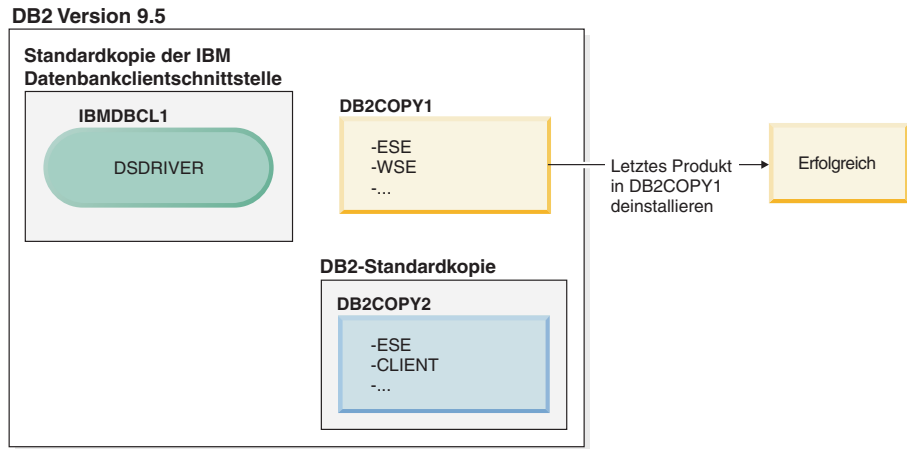 DB2 Version 9.5
Standardkopie der IBM
Datenbankclientschnittstelle
IBMDBCL1
DSDRIVER
DB2COPY1
-ESE
-WSE
-...
Letztes Produkt
in DB2COPY1
deinstallieren
Erfolgreich
DB2-Standardkopie
DB2COPY2
-ESE
-CLIENT
-...